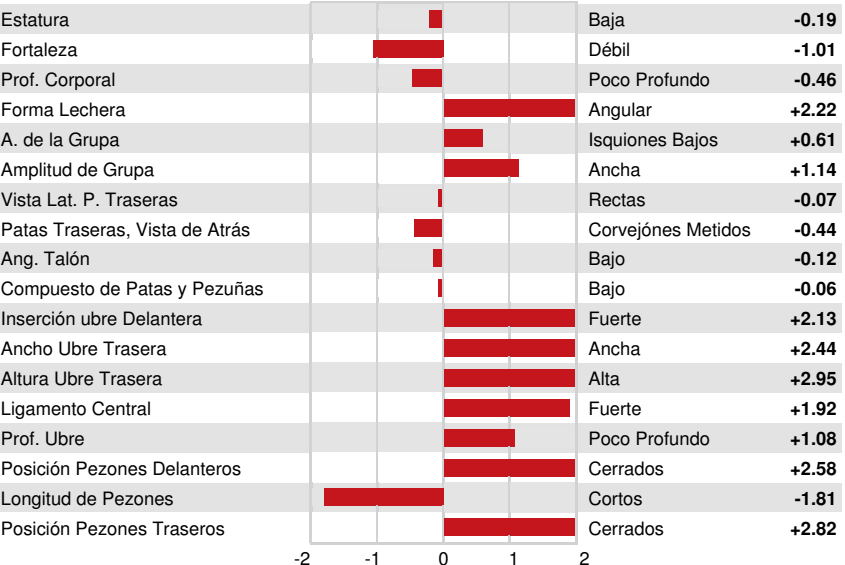 Estatura Baja -0.19
Fortaleza Débil -1.01
Prof. Corporal Poco Profundo -0.46
Forma Lechera Angular +2.22
A. de la Grupa Isquiones Bajos +0.61
Amplitud de Grupa Ancha +1.14
Vista Lat. P. Traseras Rectas -0.07
Patas Traseras, Vista de Atrás Corvejónes Metidos -0.44
Ang. Talón Bajo -0.12
Compuesto de Patas y Pezuñas Bajo -0.06
Inserción ubre Delantera Fuerte +2.13
Ancho Ubre Trasera Ancha +2.44
Altura Ubre Trasera Alta +2.95
Ligamento Central Fuerte +1.92
Prof. Ubre Poco Profundo +1.08
Posición Pezones Delanteros Cerrados +2.58
Longitud de Pezones Cortos -1.81
Posición Pezones Traseros Cerrados +2.82
-2 -1 0 1 2